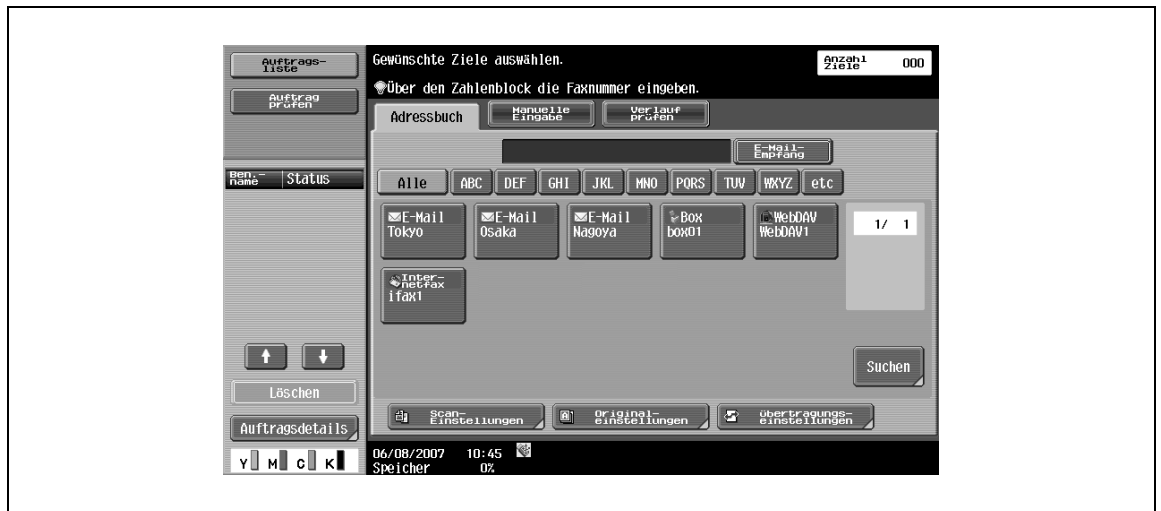 Auftrags-
liste
Auftrag
prüfen
Ben.-
name
Status
Löschen
Auftragsdetails
Y M C K
Gewünschte Ziele auswählen.
Anzahl
Ziele
000
Über den Zahlenblock die Faxnummer eingeben.
Adressbuch
Manuelle
Eingabe
Verlauf
prüfen
E-Mail-
Empfang
Alle ABC DEF GHI JKL MNO PQRS TUV WXYZ etc
E-Mail
Tokyo
E-Mail
Osaka
E-Mail
Nagoya
Box
box01
WebDAV
WebDAV1
1/ 1
Inter-
netfax
ifax1
Suchen
Scan-
Einstellungen
Original-
einstellungen
Übertragungs-
einstellungen
06/08/2007 10:45
Speicher 0%